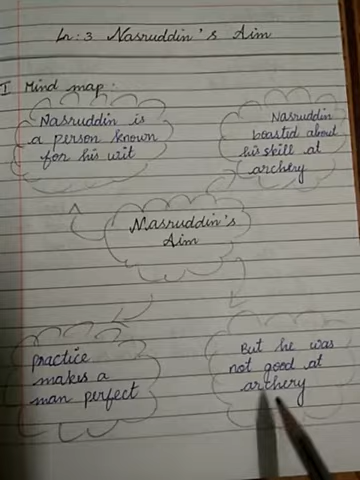 Ln: 3 Nasruddin's Aim
I Mind map:
Nasruddin is
a person known
for his wit
Nasruddin
boasted about
his skill at
archery
Nasruddin's
Aim
practice
makes a
man perfect
But he was
not good at
archery